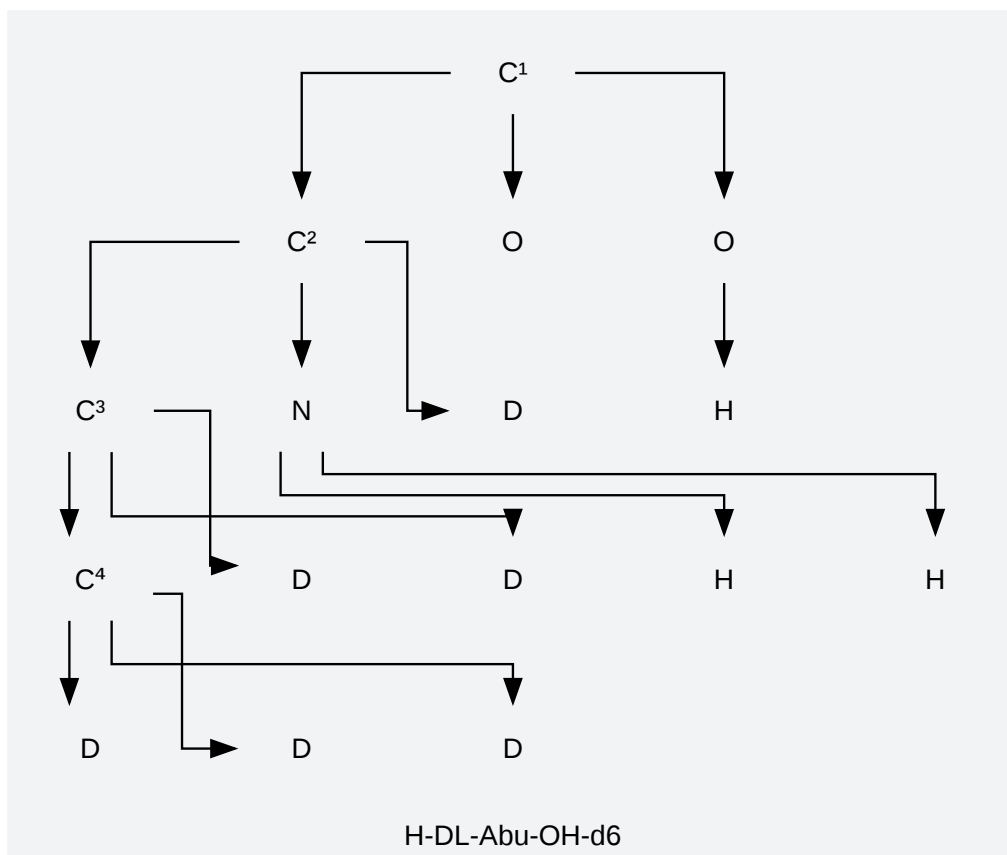 C¹
C² O O
C³ N D H
C⁴ D D H H
D D D
H-DL-Abu-OH-d6